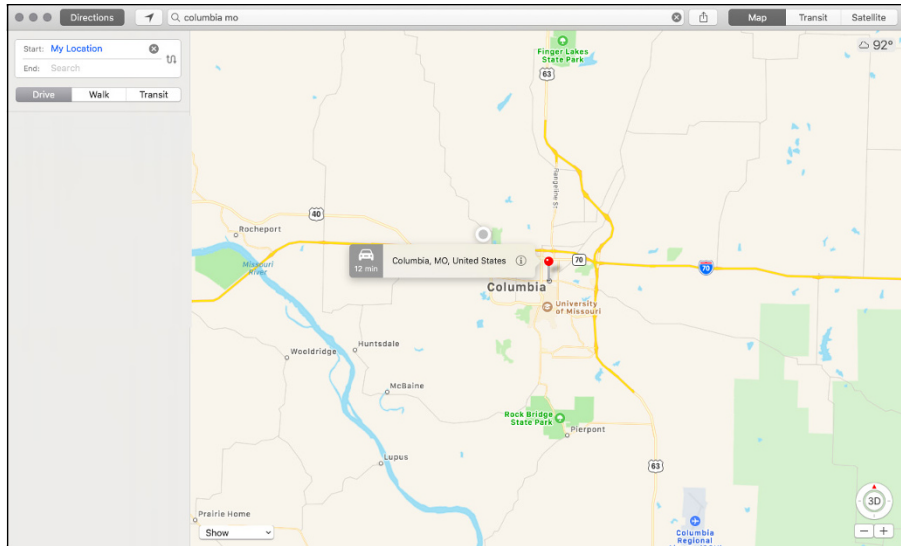 Directions
columbia mo
Map
Transit
Satellite
Start: My Location
End: Search
Drive
Walk
Transit
92°
Finger Lakes
State Park
63
Rangeline St
40
Rocheport
Missouri
River
12 min
Columbia, MO, United States
70
70
Columbia
University
of Missouri
Huntsdale
Wooldridge
McBaine
Rock Bridge
State Park
Pierpont
Lupus
63
3D
Prairie Home
Show
Columbia
Regional